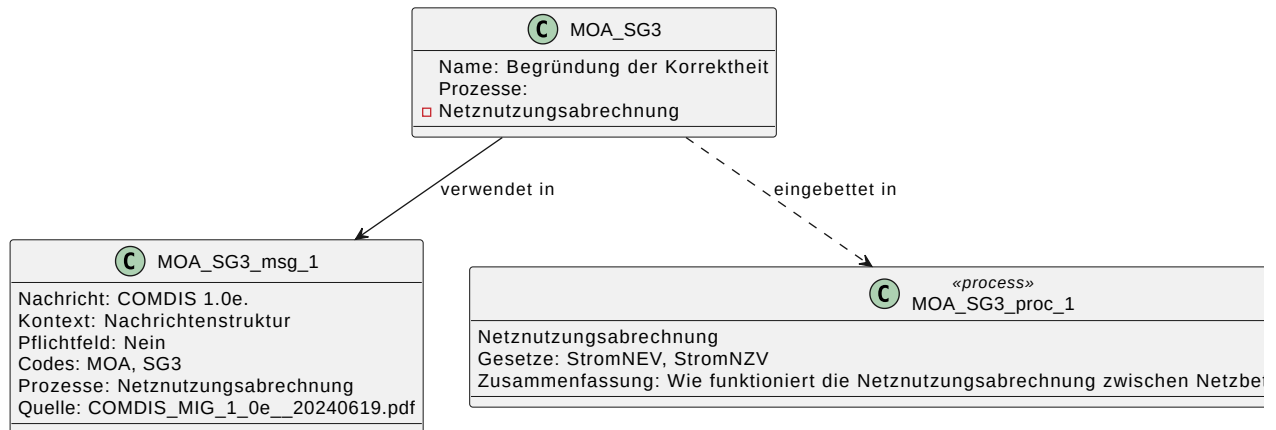 C MOA_SG3
Name: Begründung der Korrektheit
Prozesse:
Netznutzungsabrechnung
verwendet in
eingebettet in
C MOA_SG3_msg_1
Nachricht: COMDIS 1.0e.
Kontext: Nachrichtenstruktur
Pflichtfeld: Nein
Codes: MOA, SG3
Prozesse: Netznutzungsabrechnung
Quelle: COMDIS_MIG_1_0e__20240619.pdf
«process»
C MOA_SG3_proc_1
Netznutzungsabrechnung
Gesetze: StromNEV, StromNZV
Zusammenfassung: Wie funktioniert die Netznutzungsabrechnung zwischen